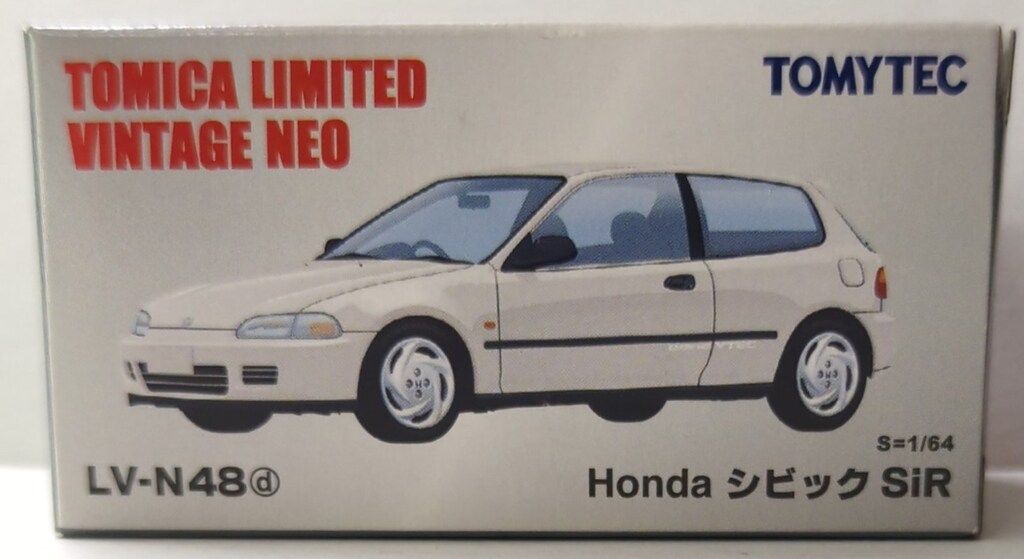 TOMICA LIMITED
VINTAGE NEO
TOMYTEC
S=1/64
LV-N48ⓓ
Honda シビック SiR